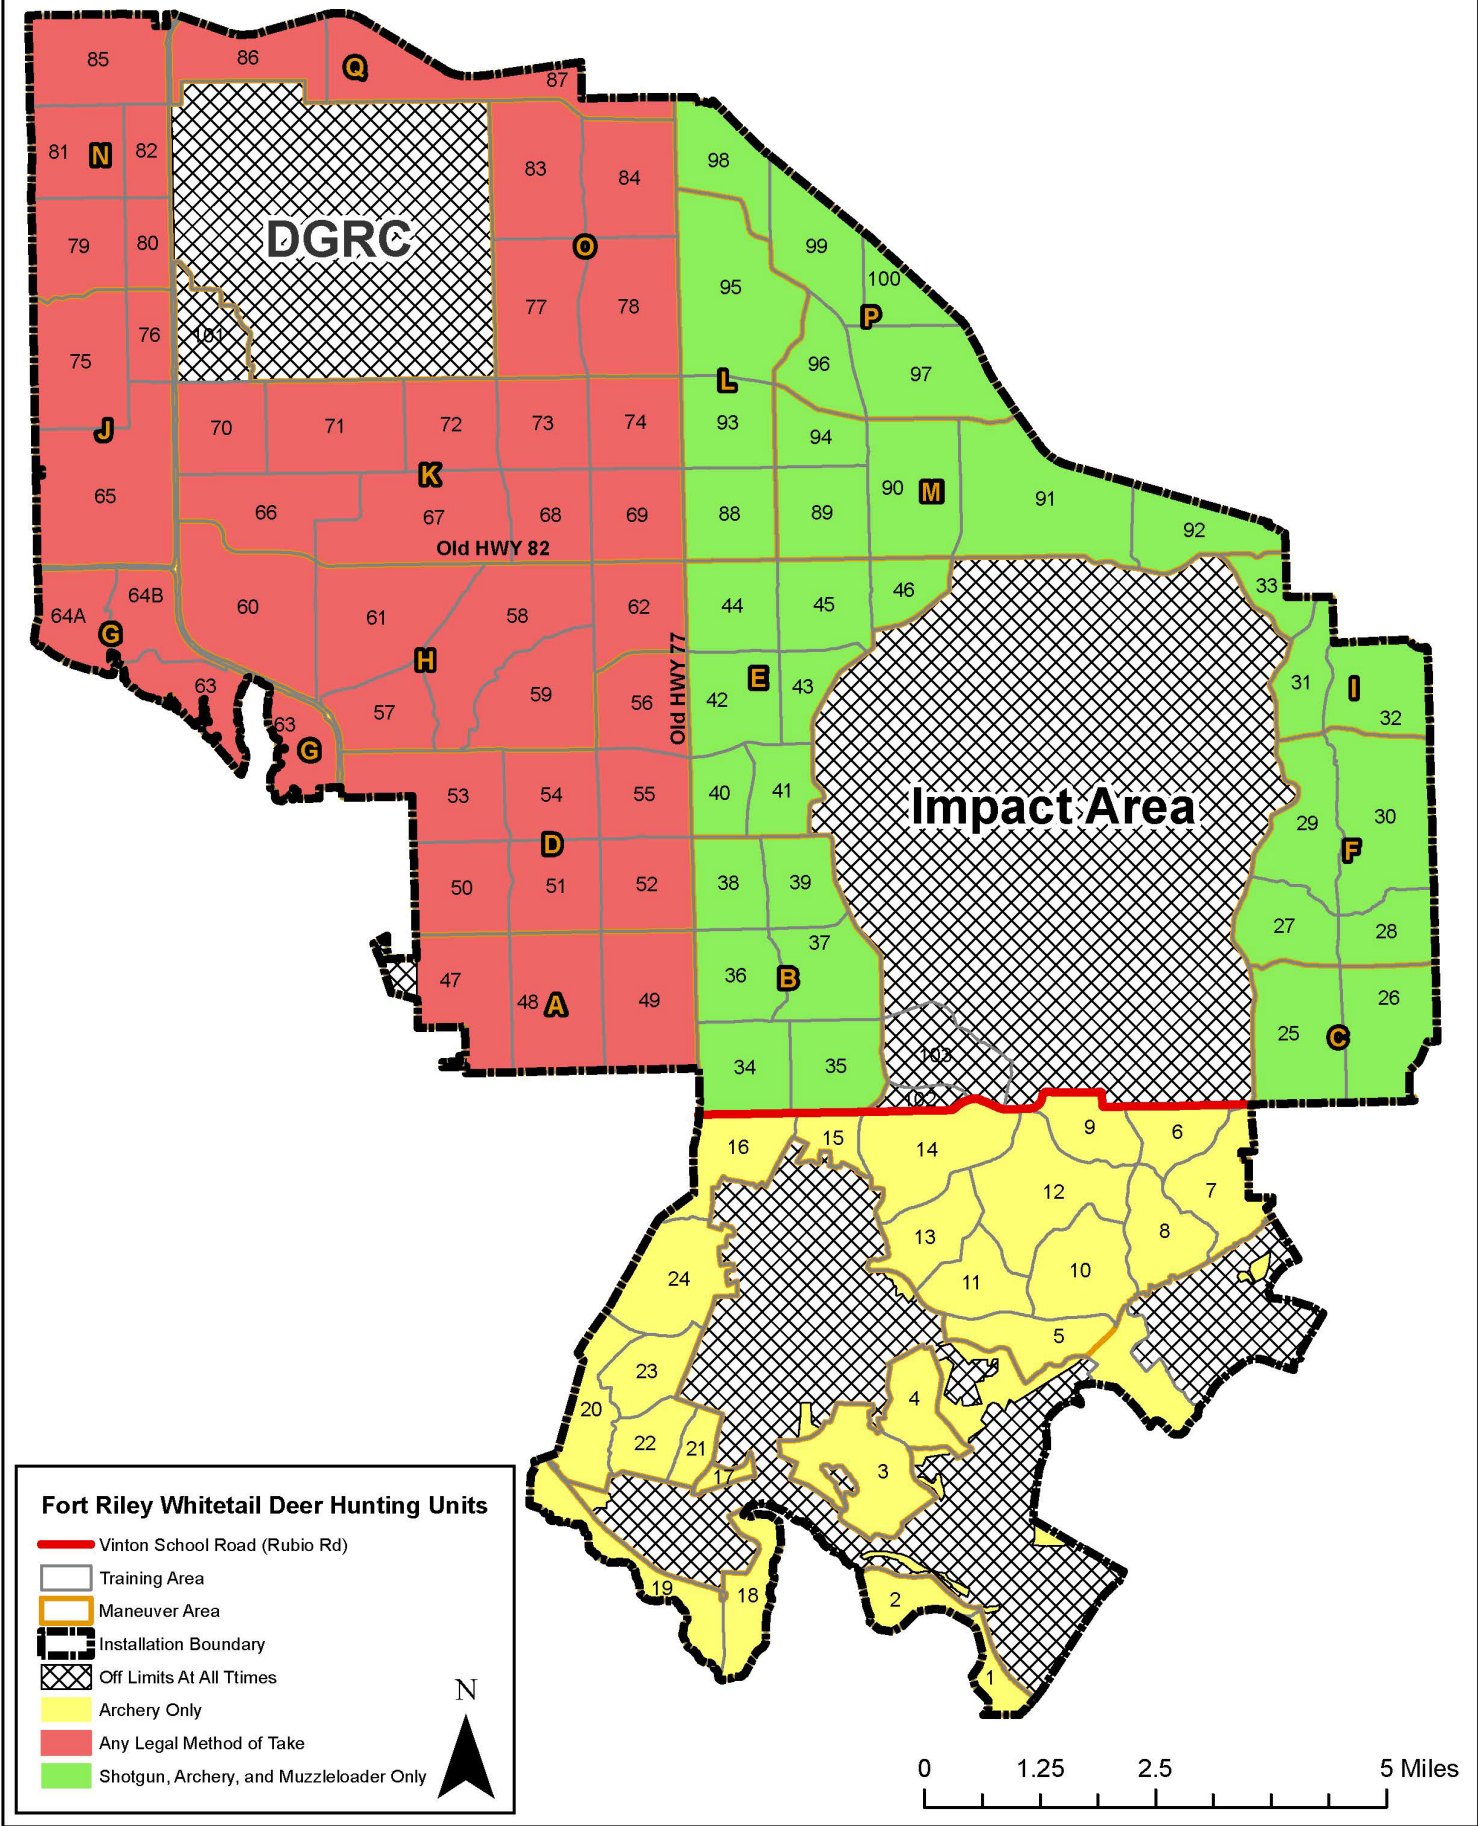 85
86
Q
87
81
N
82
83
84
98
79
80
DGRC
O
99
100
95
77
78
P
75
76
101
96
97
L
J
70
71
72
73
74
93
94
K
90
M
91
65
66
67
68
69
88
89
92
Old HWY 82
64A
64B
60
61
58
62
44
45
46
33
G
H
Old HWY 77
E
63
57
59
56
42
43
31
I
32
63
G
53
54
55
40
41
Impact Area
29
30
D
F
50
51
52
38
39
27
28
47
48
A
49
36
B
37
25
26
C
34
35
103
102
16
15
14
9
6
13
12
7
8
24
11
10
5
23
4
20
22
21
17
3
19
18
2
1
Fort Riley Whitetail Deer Hunting Units
Vinton School Road (Rubio Rd)
Training Area
Maneuver Area
Installation Boundary
Off Limits At All Ttimes
Archery Only
Any Legal Method of Take
Shotgun, Archery, and Muzzleloader Only
N
0 1.25 2.5 5 Miles